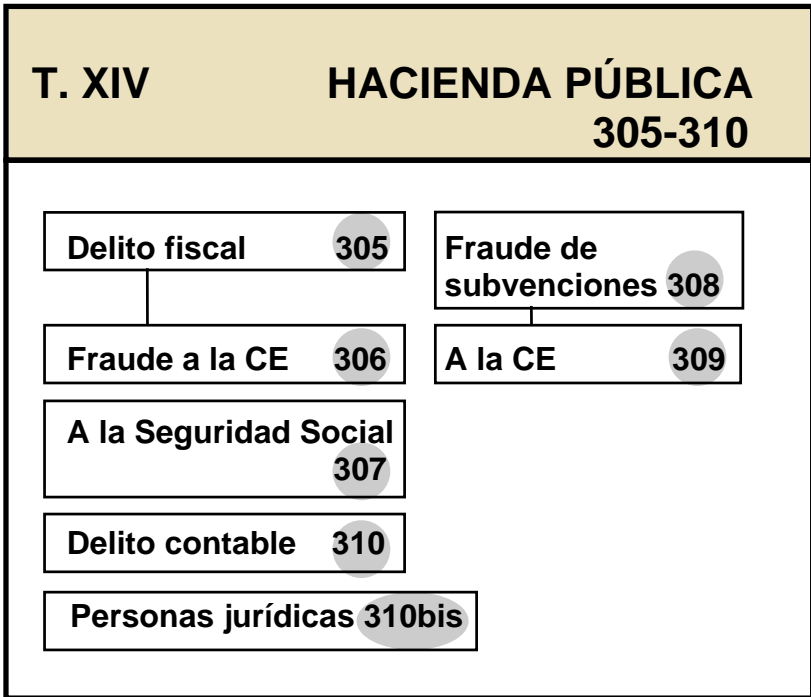 T. XIV HACIENDA PÚBLICA
305-310
Delito fiscal 305
Fraude a la CE 306
A la Seguridad Social
307
Delito contable 310
Personas jurídicas 310bis
Fraude de
subvenciones 308
A la CE 309